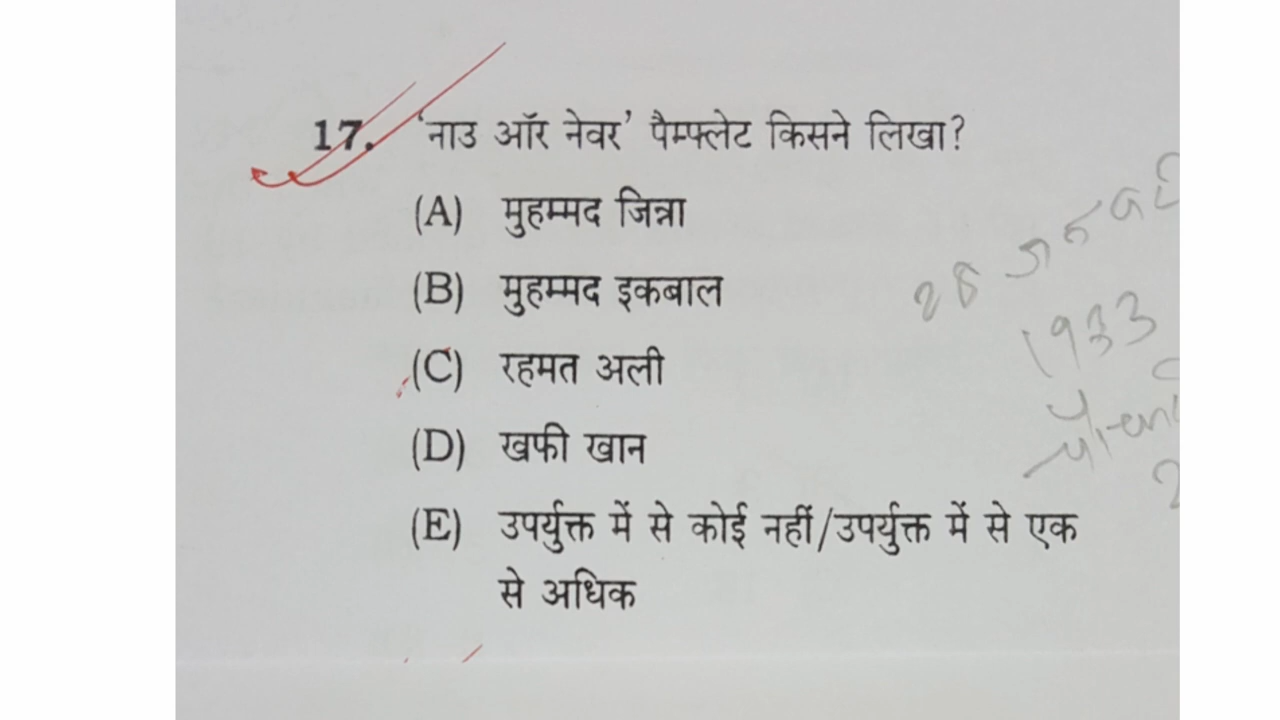 17. 'नाउ ऑर नेवर' पैम्फ्लेट किसने लिखा?
(A) मुहम्मद जिन्ना
(B) मुहम्मद इकबाल
(C) रहमत अली
(D) खफी खान
(E) उपर्युक्त में से कोई नहीं/उपर्युक्त में से एक
से अधिक
28 जनवरी
1933